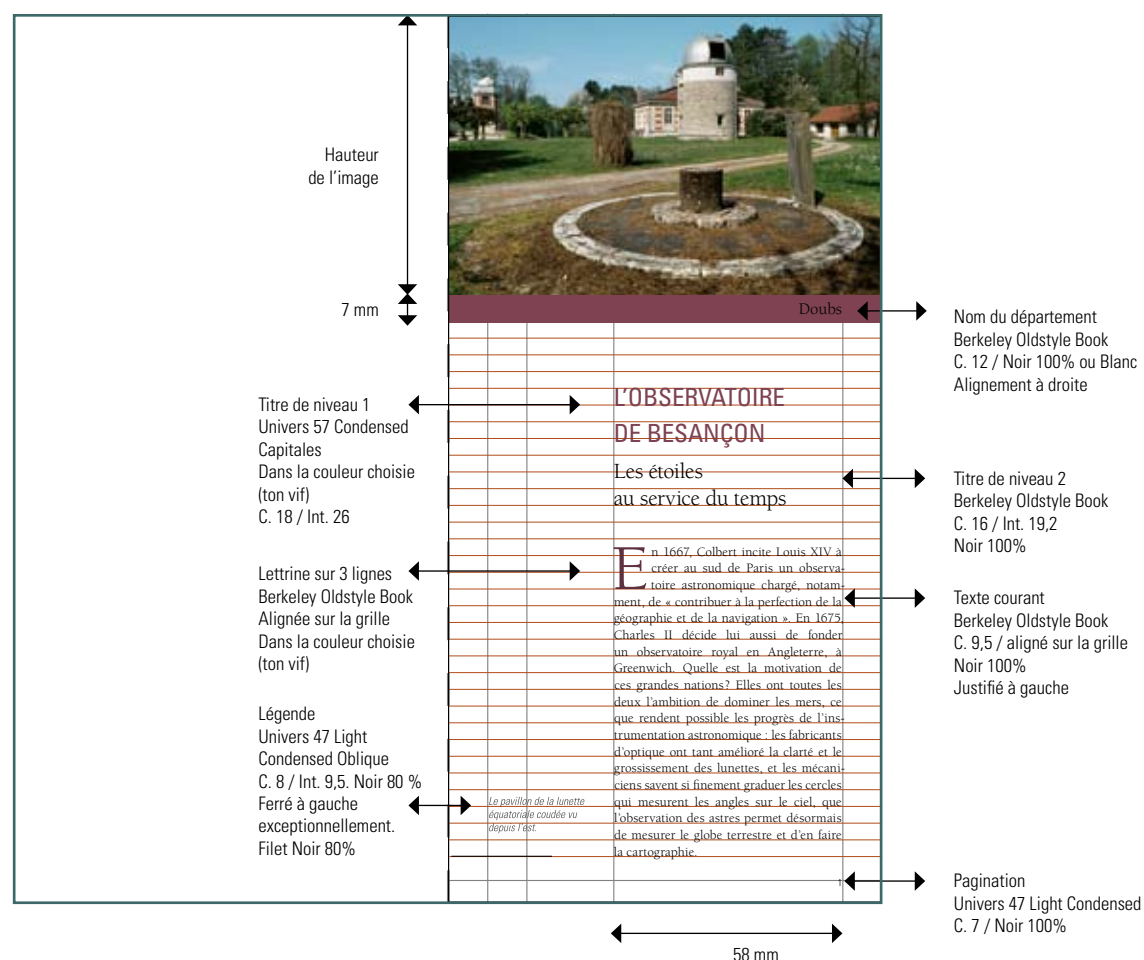 Hauteur
de l'image
7 mm
Doubs
Nom du département
Berkeley Oldstyle Book
C. 12 / Noir 100% ou Blanc
Alignement à droite
Titre de niveau 1
Univers 57 Condensed
Capitales
Dans la couleur choisie
(ton vif)
C. 18 / Int. 26
L'OBSERVATOIRE
DE BESANÇON
Les étoiles
au service du temps
Titre de niveau 2
Berkeley Oldstyle Book
C. 16 / Int. 19,2
Noir 100%
Lettrine sur 3 lignes
Berkeley Oldstyle Book
Alignée sur la grille
Dans la couleur choisie
(ton vif)
En 1667, Colbert incite Louis XIV à
créer au sud de Paris un observa-
toire astronomique chargé, notam-
ment, de « contribuer à la perfection de la
géographie et de la navigation ». En 1675,
Charles II décide lui aussi de fonder
un observatoire royal en Angleterre, à
Greenwich. Quelle est la motivation de
ces grandes nations? Elles ont toutes les
deux l'ambition de dominer les mers, ce
que rendent possible les progrès de l'ins-
trumentation astronomique : les fabricants
d'optique ont tant amélioré la clarté et le
grossissement des lunettes, et les mécani-
ciens savent si finement graduer les cercles
qui mesurent les angles sur le ciel, que
l'observation des astres permet désormais
de mesurer le globe terrestre et d'en faire
la cartographie.
Texte courant
Berkeley Oldstyle Book
C. 9,5 / aligné sur la grille
Noir 100%
Justifié à gauche
Légende
Univers 47 Light
Condensed Oblique
C. 8 / Int. 9,5. Noir 80 %
Ferré à gauche
exceptionnellement.
Filet Noir 80%
Le pavillon de la lunette
équatoriale coudée vu
depuis l'est.
1
Pagination
Univers 47 Light Condensed
C. 7 / Noir 100%
58 mm